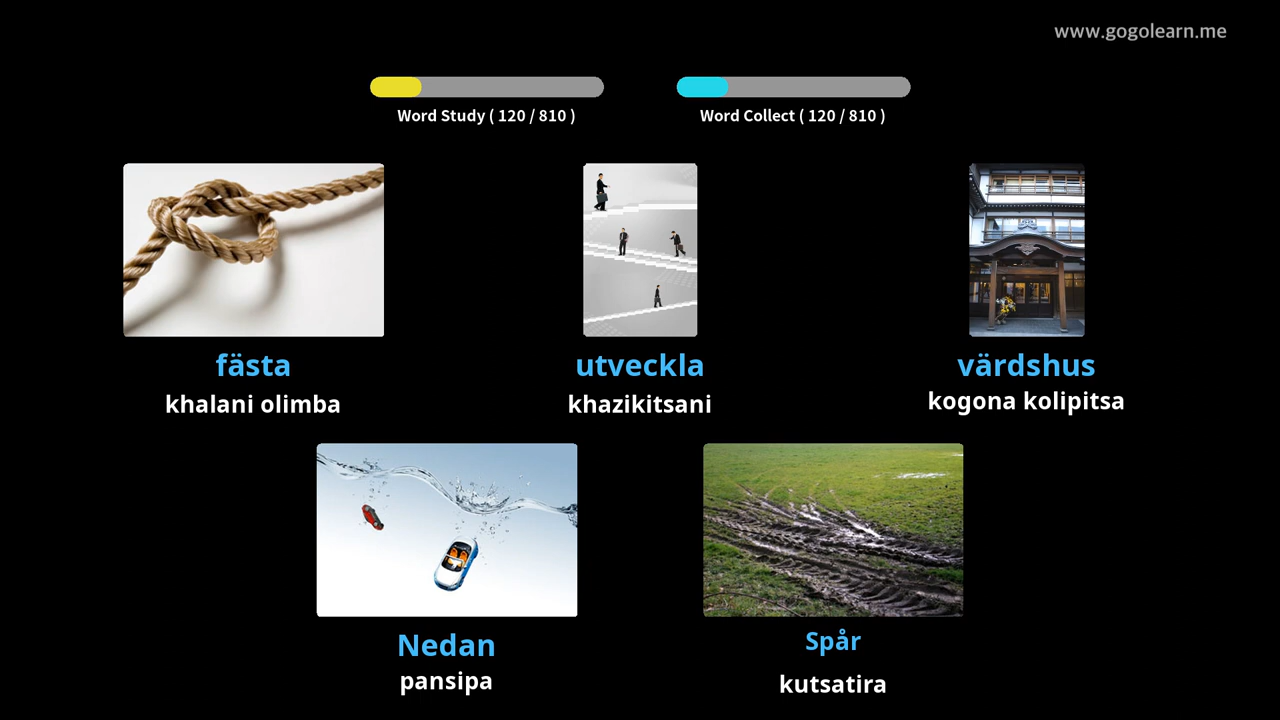 www.gogolearn.me
Word Study ( 120 / 810 )
Word Collect ( 120 / 810 )
fästa
khalani olimba
utveckla
khazikitsani
värdshus
kogona kolipitsa
Nedan
pansipa
Spår
kutsatira